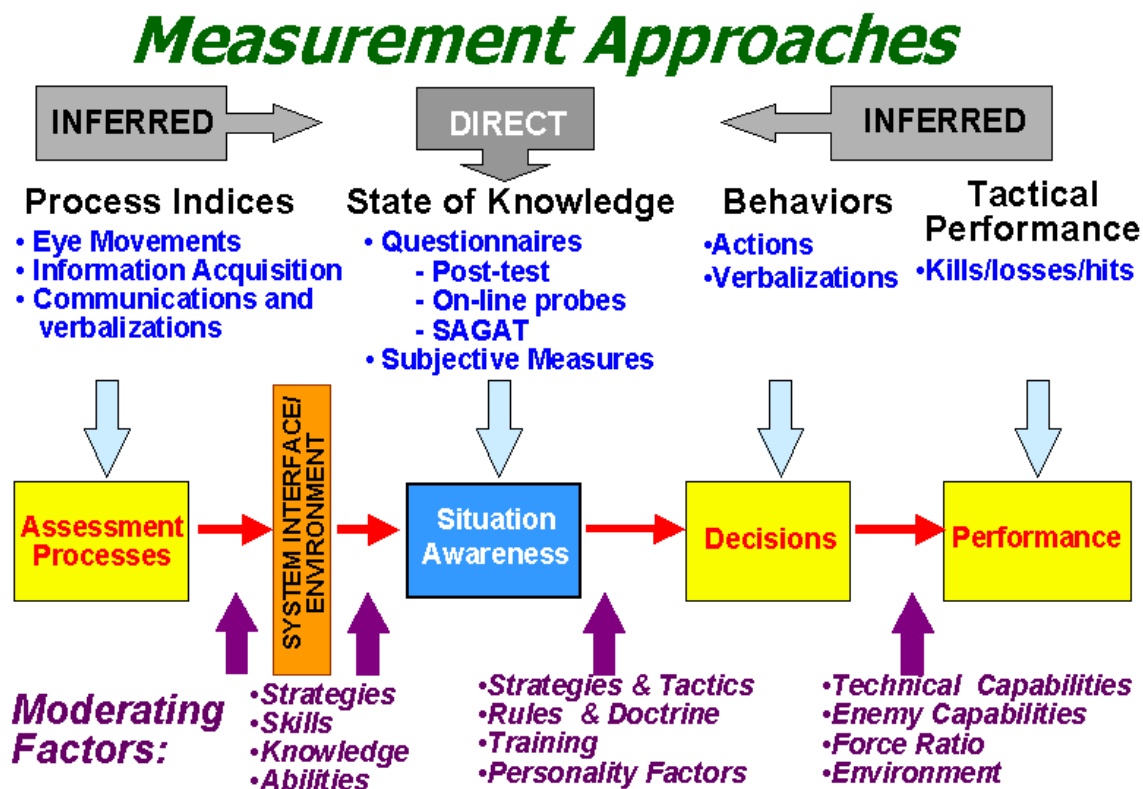 Measurement Approaches
INFERRED
DIRECT
INFERRED
Process Indices
• Eye Movements
• Information Acquisition
• Communications and
verbalizations
State of Knowledge
• Questionnaires
- Post-test
- On-line probes
- SAGAT
• Subjective Measures
Behaviors
•Actions
•Verbalizations
Tactical
Performance
•Kills/losses/hits
Assessment
Processes
SYSTEM INTERFACE/
ENVIRONMENT
Situation
Awareness
Decisions
Performance
Moderating
Factors:
•Strategies
•Skills
•Knowledge
•Abilities
•Strategies & Tactics
•Rules & Doctrine
•Training
•Personality Factors
•Technical Capabilities
•Enemy Capabilities
•Force Ratio
•Environment